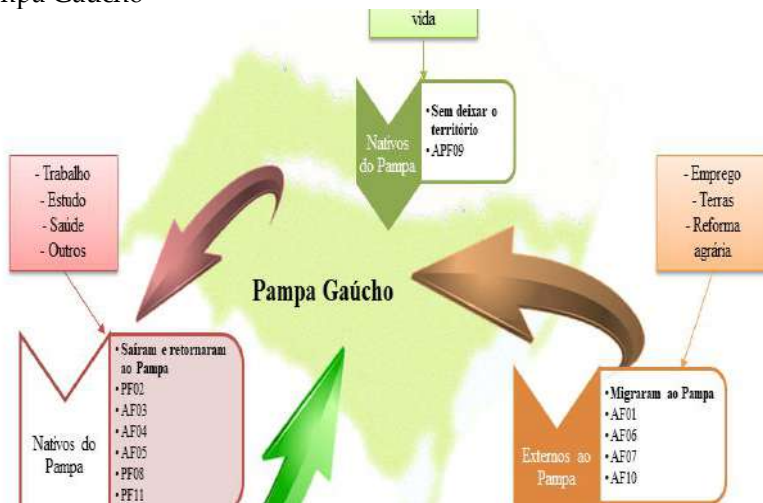 mpa Gaúcho
vida
Nativos
do Pampa
•Sem deixar o
território
•APF09
- Trabalho
- Estudo
- Saúde
- Outros
- Emprego
- Terras
- Reforma
agrária
Pampa Gaúcho
Nativos do
Pampa
•Saíram e retornaram
ao Pampa
•PF02
•AF03
•AF04
•AF05
•PF08
•PF11
Externos ao
Pampa
•Migraram ao Pampa
•AF01
•AF06
•AF07
•AF10